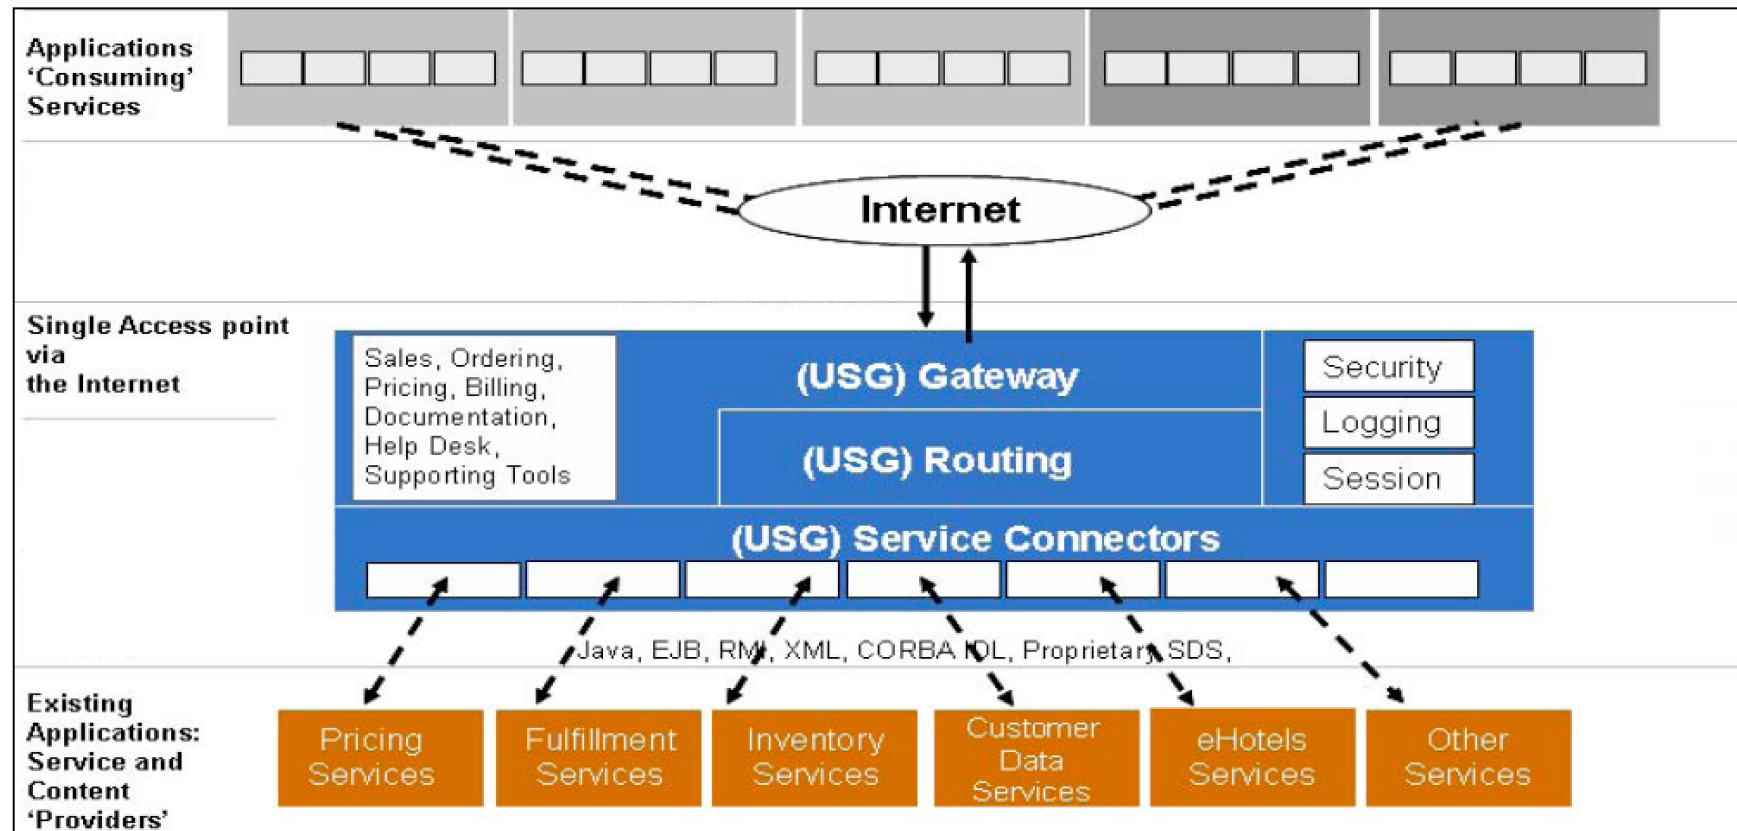 Applications
‘Consuming’
Services
Internet
Single Access point
via
the Internet
Sales, Ordering,
Pricing, Billing,
Documentation,
Help Desk,
Supporting Tools
(USG) Gateway
(USG) Routing
Security
Logging
Session
(USG) Service Connectors
Java, EJB, RMI, XML, CORBA IDL, Proprietary SDS,
Existing
Applications:
Service and
Content
‘Providers’
Pricing
Services
Fulfillment
Services
Inventory
Services
Customer
Data
Services
eHotels
Services
Other
Services